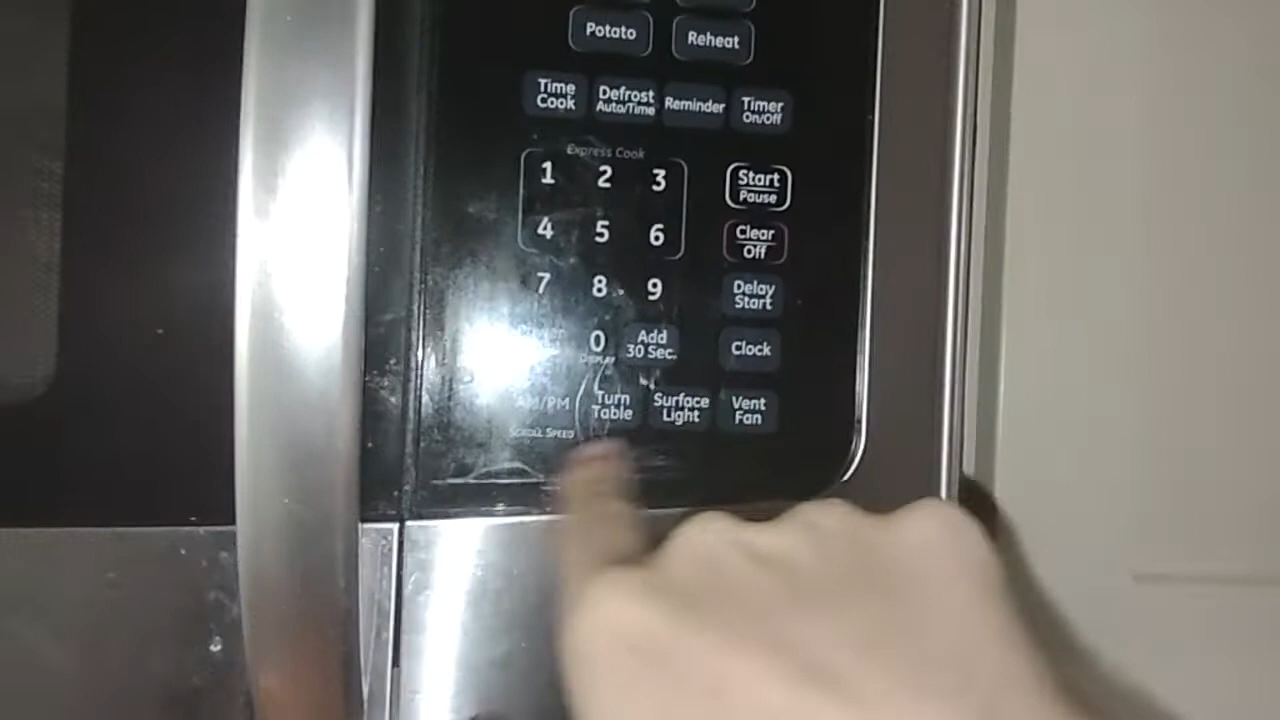 Potato
Reheat
Time
Cook
Defrost
Auto/Time
Reminder
Timer
On/Off
Express Cook
1 2 3
Start
Pause
4 5 6
Clear
Off
7 8 9
Delay
Start
Power
0
DISPLAY
Add
30 Sec.
Clock
AM/PM
SCROLL SPEED
Turn
Table
Surface
Light
Vent
Fan